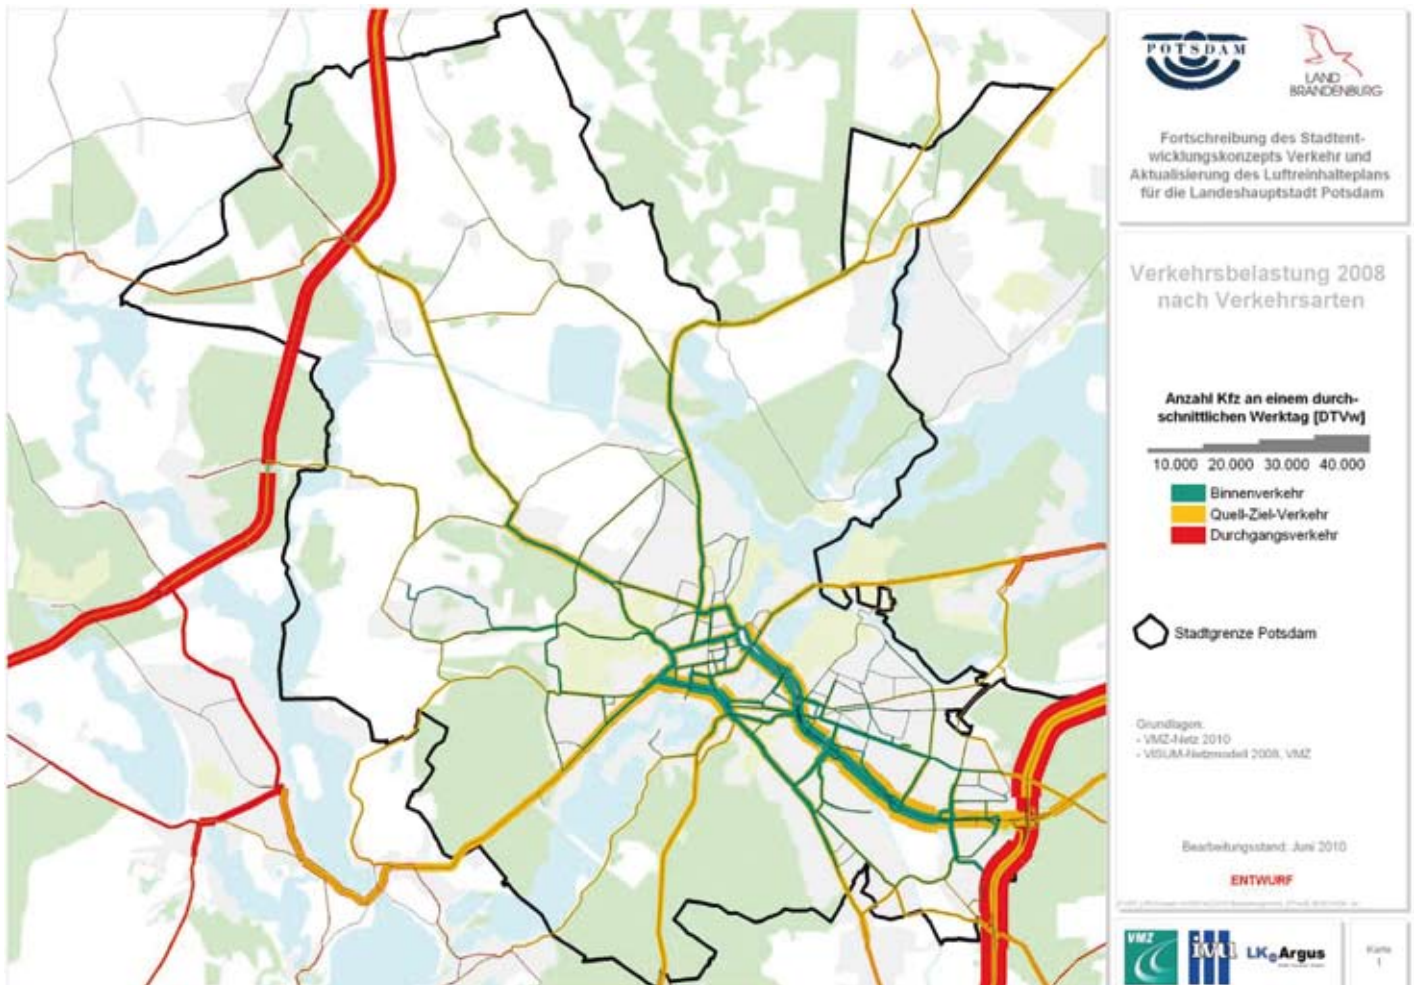 POTSDAM
LAND
BRANDENBURG
Fortschreibung des Stadtent-
wicklungskonzepts Verkehr und
Aktualisierung des Luftreinhalteplans
für die Landeshauptstadt Potsdam
Verkehrsbelastung 2008
nach Verkehrsarten
Anzahl Kfz an einem durch-
schnittlichen Werktag [DTVw]
10.000 20.000 30.000 40.000
Binnenverkehr
Quell-Ziel-Verkehr
Durchgangsverkehr
Stadtgrenze Potsdam
Grundlagen:
- VMZ-Netz 2010
- VISUM-Netzmodell 2008, VMZ
Bearbeitungsstand: Juni 2010
ENTWURF
VMZ
ivu
LK Argus
Karte
1